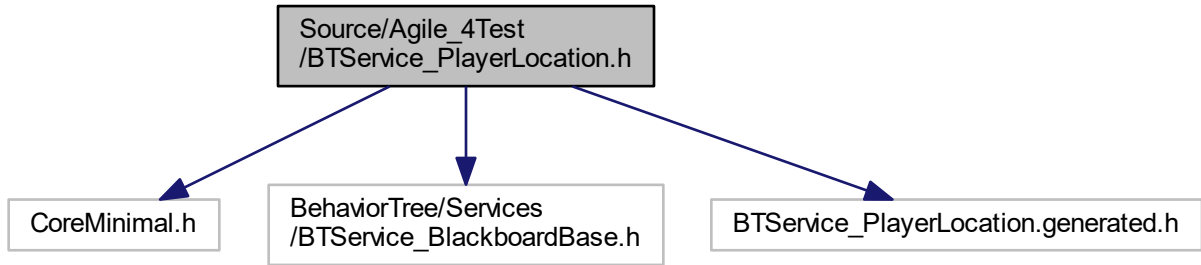 Source/Agile_4Test
/BTService_PlayerLocation.h
CoreMinimal.h
BehaviorTree/Services
/BTService_BlackboardBase.h
BTService_PlayerLocation.generated.h